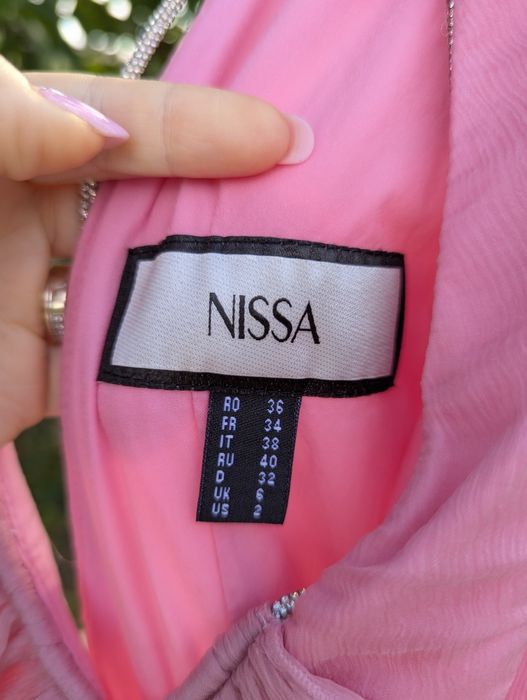 NISSA
RO 36
FR 34
IT 38
RU 40
D 32
UK 6
US 2